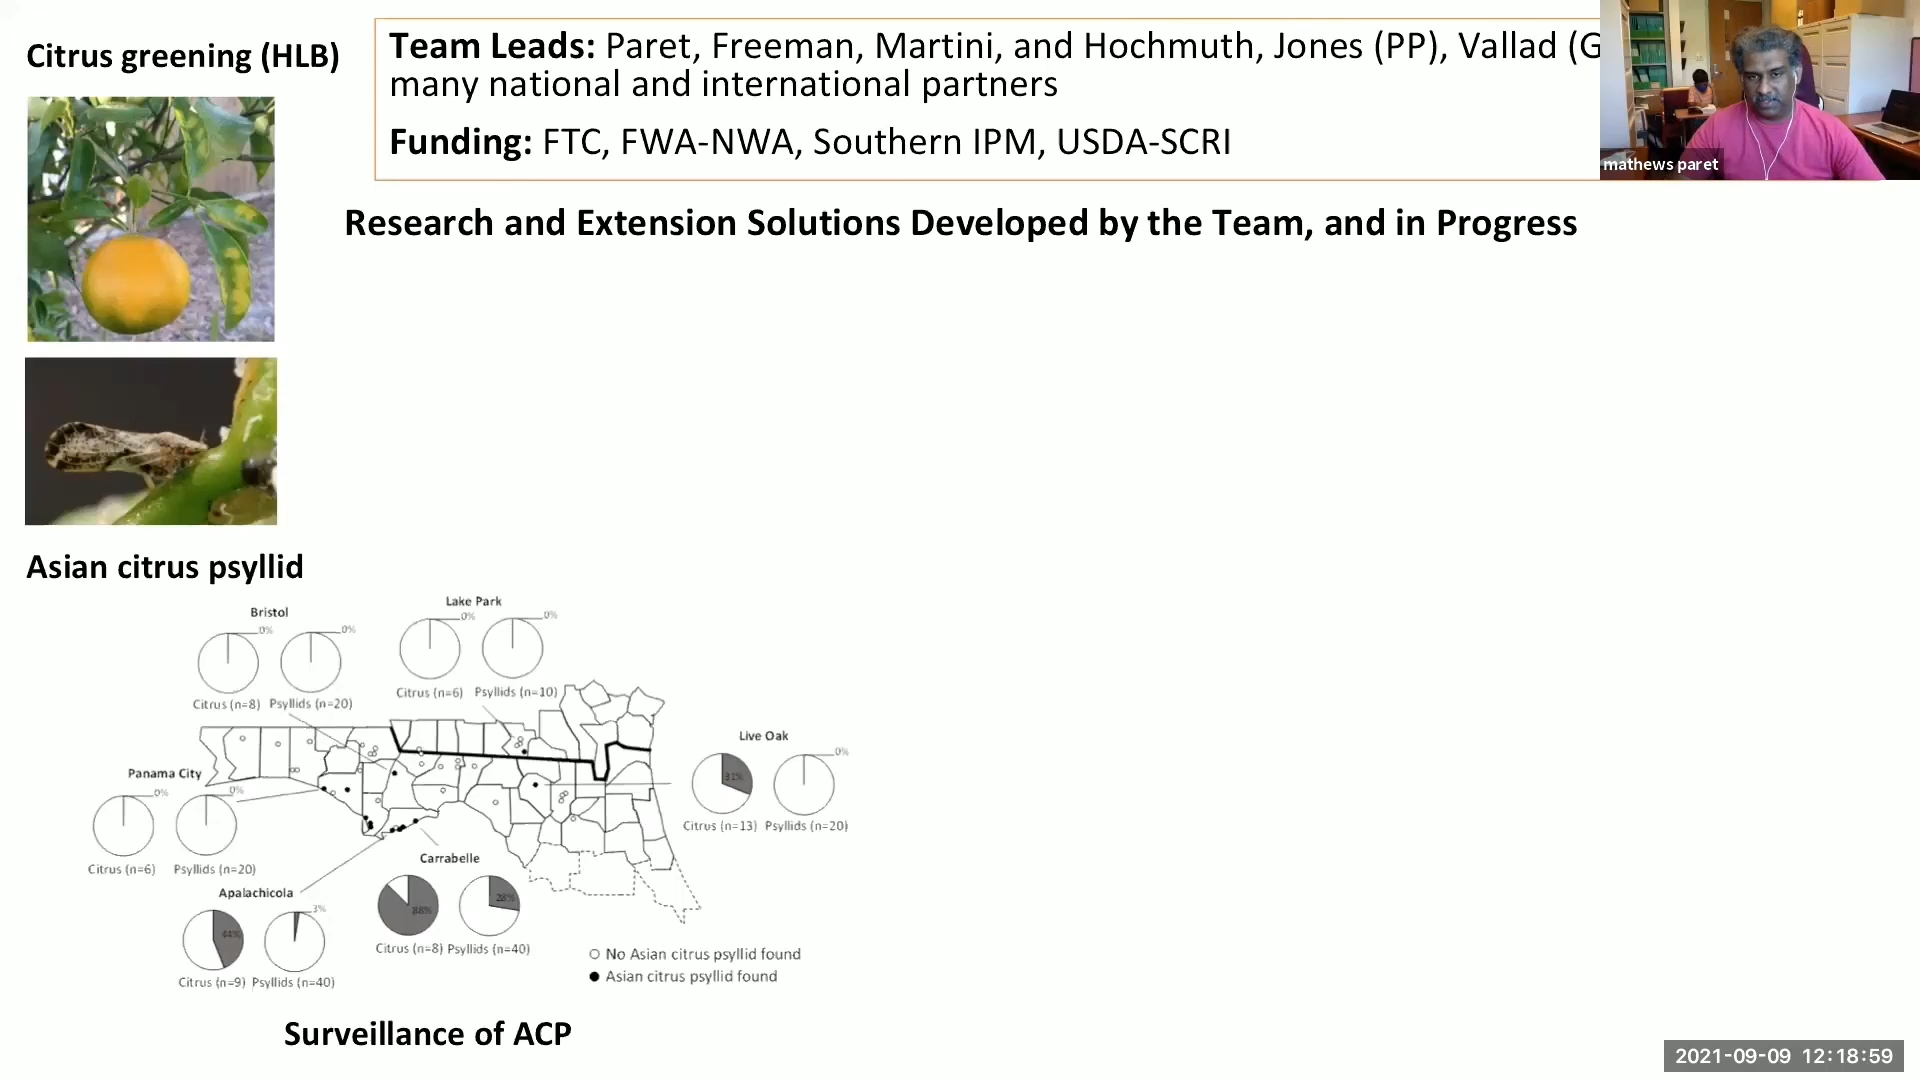 Citrus greening (HLB)
Team Leads: Paret, Freeman, Martini, and Hochmuth, Jones (PP), Vallad (G
many national and international partners
Funding: FTC, FWA-NWA, Southern IPM, USDA-SCRI
mathews paret
Research and Extension Solutions Developed by the Team, and in Progress
Asian citrus psyllid
Bristol
0%
0%
Citrus (n=8) Psyllids (n=20)
Lake Park
0%
0%
Citrus (n=6) Psyllids (n=10)
Live Oak
31%
0%
Citrus (n=13) Psyllids (n=20)
Panama City
0%
0%
Citrus (n=6) Psyllids (n=20)
Carrabelle
88%
28%
Citrus (n=8) Psyllids (n=40)
Apalachicola
44%
3%
Citrus (n=9) Psyllids (n=40)
No Asian citrus psyllid found
Asian citrus psyllid found
Surveillance of ACP
2021-09-09 12:18:59